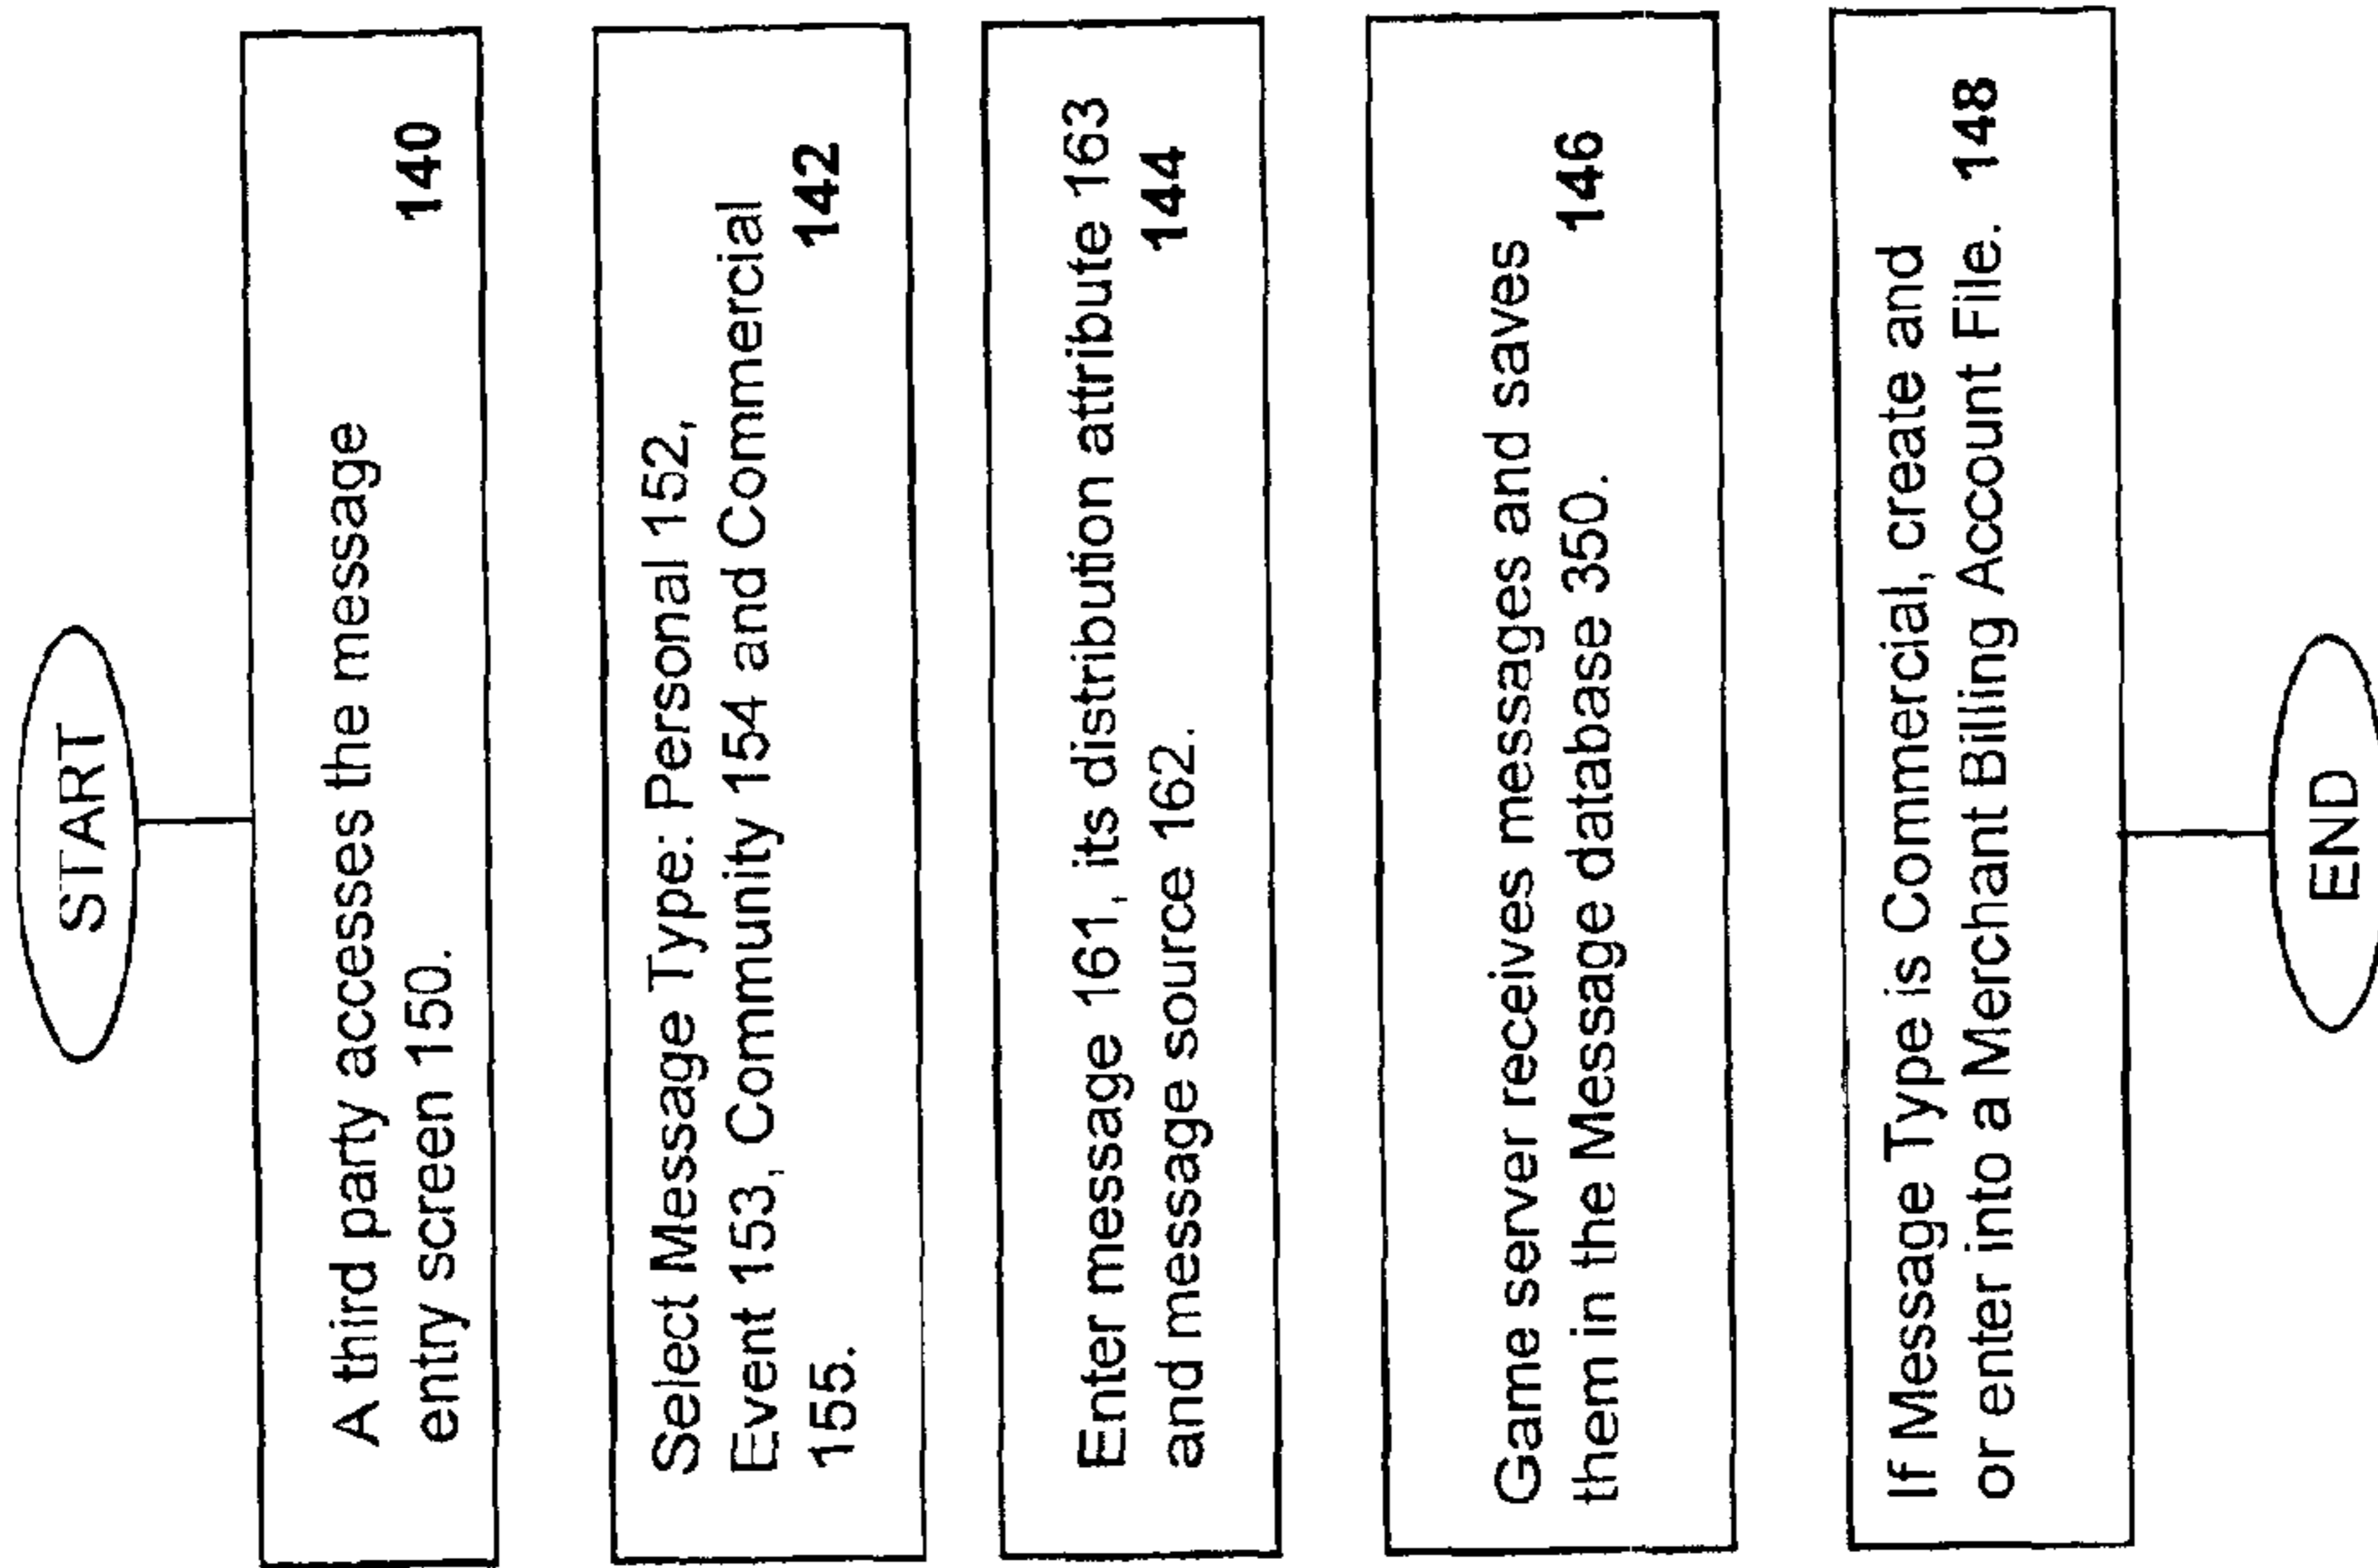 START
A third party accesses the message
entry screen 150.
140
Select Message Type: Personal 152,
Event 153, Community 154 and Commercial
155.
142
Enter message 161, its distribution attribute 163
and message source 162.
144
Game server receives messages and saves
them in the Message database 350.
146
If Message Type is Commercial, create and
or enter into a Merchant Billing Account File. 148
END